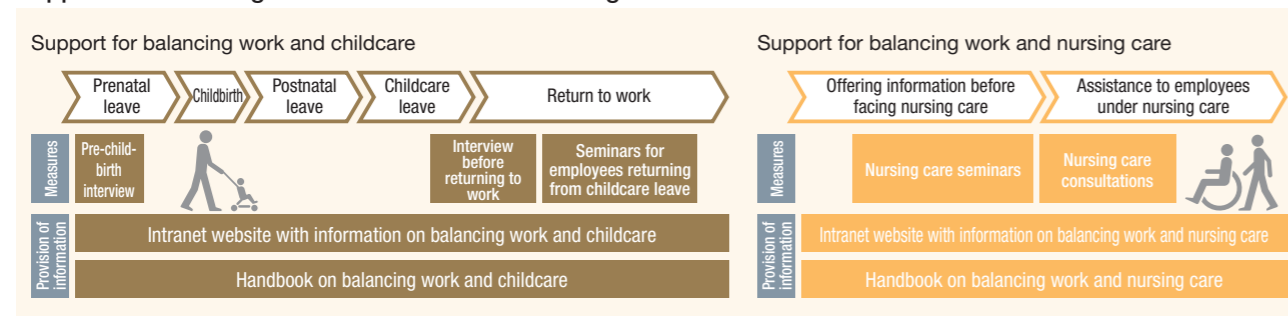 Support for balancing work and childcare
Prenatal
leave
Childbirth
Postnatal
leave
Childcare
leave
Return to work
Measures
Pre-child-
birth
interview
Interview
before
returning to
work
Seminars for
employees returning
from childcare leave
Provision of
information
Intranet website with information on balancing work and childcare
Handbook on balancing work and childcare
Support for balancing work and nursing care
Offering information before
facing nursing care
Assistance to employees
under nursing care
Measures
Nursing care seminars
Nursing care
consultations
Provision of
information
Intranet website with information on balancing work and nursing care
Handbook on balancing work and nursing care